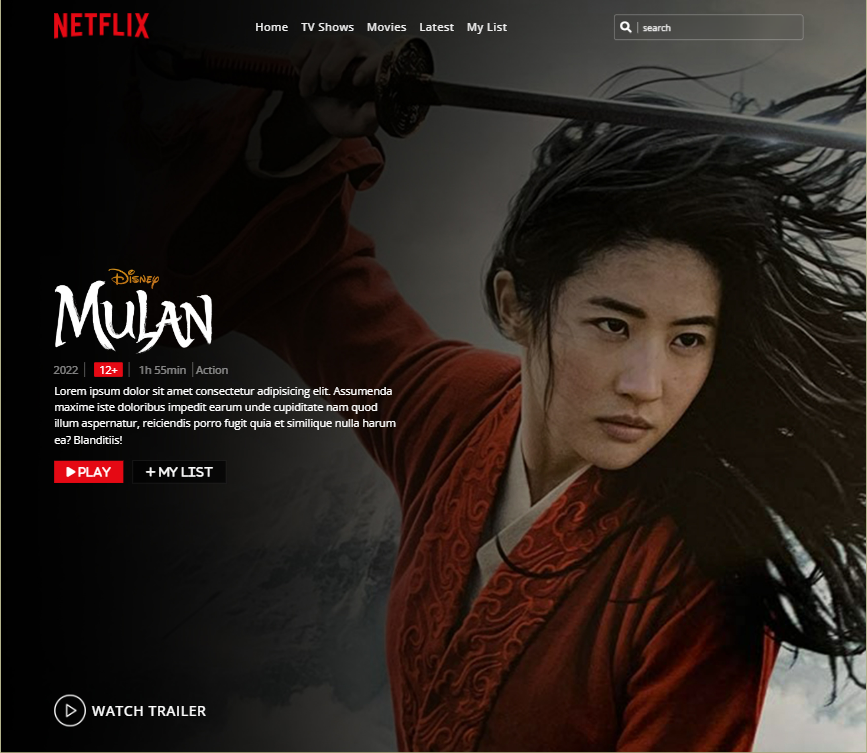 NETFLIX
Home TV Shows Movies Latest My List
search
Disney
MULAN
2022 12+ 1h 55min Action
Lorem ipsum dolor sit amet consectetur adipisicing elit. Assumenda
maxime iste doloribus impedit earum unde cupiditate nam quod
illum aspernatur, reiciendis porro fugit quia et similique nulla harum
ea? Blanditiis!
PLAY + MY LIST
WATCH TRAILER